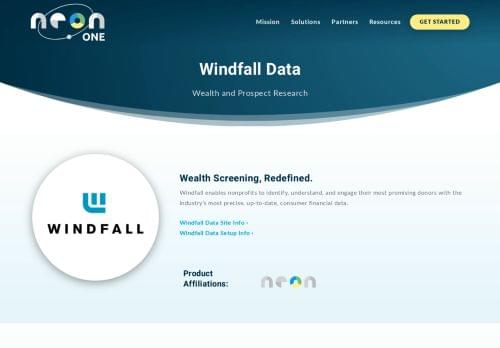 neon
ONE
Mission Solutions Partners Resources GET STARTED
Windfall Data
Wealth and Prospect Research
WINDFALL
Wealth Screening, Redefined.
Windfall enables nonprofits to identify, understand, and engage their most promising donors with the
industry's most precise, up-to-date, consumer financial data.
Windfall Data Site Info ›
Windfall Data Setup Info ›
Product
Affiliations:
neon